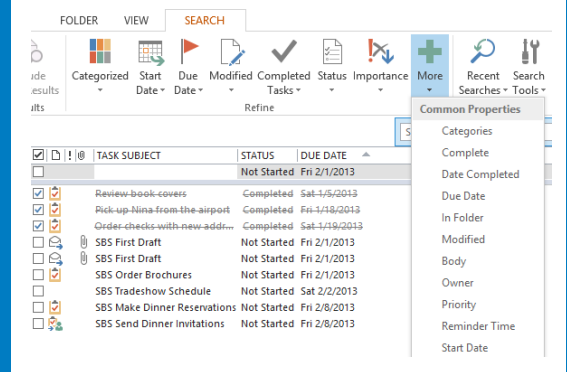 FOLDER VIEW SEARCH
ude
Results
Categorized
Start Date
Due Date
Modified
Completed Tasks
Status
Importance
More
Recent Searches
Search Tools
ults
Refine
Common Properties
Categories
Complete
Date Completed
Due Date
In Folder
Modified
Body
Owner
Priority
Reminder Time
Start Date
S
! TASK SUBJECT STATUS DUE DATE
Not Started Fri 2/1/2013
Review book covers Completed Sat 1/5/2013
Pick up Nina from the airport Completed Fri 1/18/2013
Order checks with new addr... Completed Sat 1/19/2013
SBS First Draft Not Started Fri 2/1/2013
SBS First Draft Not Started Fri 2/1/2013
SBS Order Brochures Not Started Fri 2/1/2013
SBS Tradeshow Schedule Not Started Sat 2/2/2013
SBS Make Dinner Reservations Not Started Fri 2/8/2013
SBS Send Dinner Invitations Not Started Fri 2/8/2013